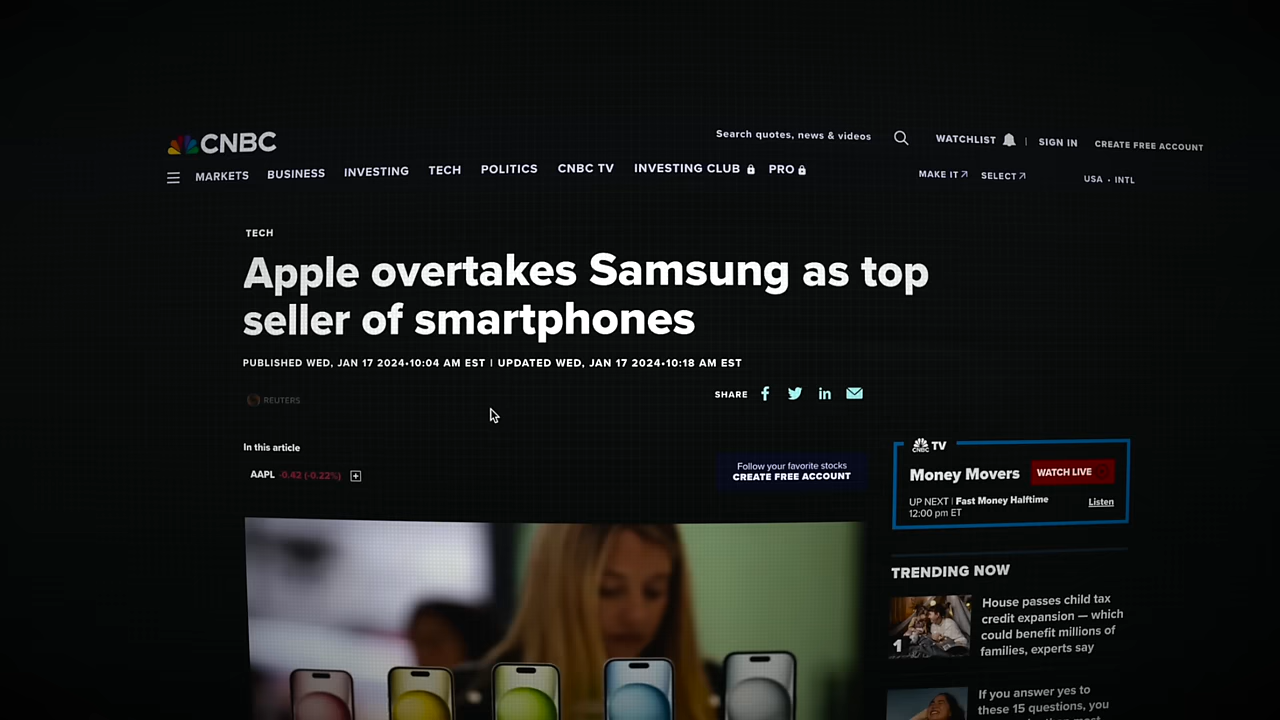 CNBC
Search quotes, news & videos
WATCHLIST
SIGN IN
CREATE FREE ACCOUNT
MARKETS
BUSINESS
INVESTING
TECH
POLITICS
CNBC TV
INVESTING CLUB
PRO
MAKE IT
SELECT
USA • INTL
TECH
Apple overtakes Samsung as top
seller of smartphones
PUBLISHED WED, JAN 17 2024•10:04 AM EST | UPDATED WED, JAN 17 2024•10:18 AM EST
REUTERS
SHARE
In this article
AAPL -0.42 (-0.22%)
Follow your favorite stocks
CREATE FREE ACCOUNT
CNBC TV
Money Movers
WATCH LIVE
UP NEXT | Fast Money Halftime
12:00 pm ET
Listen
TRENDING NOW
1
House passes child tax
credit expansion — which
could benefit millions of
families, experts say
If you answer yes to
these 15 questions, you